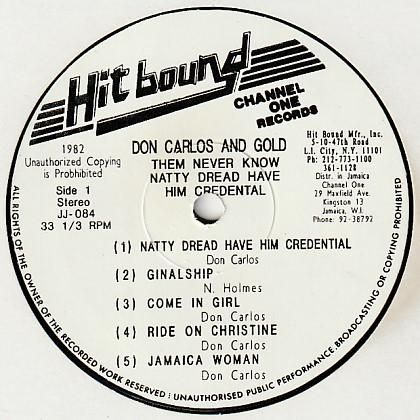 Hit bound
CHANNEL
ONE
RECORDS
1982
Unauthorized Copying
is Prohbibited
Side 1
Stereo
JJ-084
33 1/3 RPM
DON CARLOS AND GOLD
THEM NEVER KNOW
NATTY DREAD HAVE
HIM CREDENTAL
Hit Bound Mfr., Inc.
5-10-47th Road
L.I. City, N.Y. 11101
Ph: 212-773-1100
361-1128
Distr. in Jamaica
Channel One
29 Maxfield Ave.
Kingston 13
Jamaica, W.I.
Phone: 92-38792
(1) NATTY DREAD HAVE HIM CREDENTIAL
Don Carlos
(2) GINALSHIP
N. Holmes
(3) COME IN GIRL
Don Carlos
(4) RIDE ON CHRISTINE
Don Carlos
(5) JAMAICA WOMAN
Don Carlos
ALL RIGHTS OF THE OWNER OF THE RECORDED WORK RESERVED : UNAUTHORISED PUBLIC PERFORMANCE, BROADCASTING OR COPYING PROHIBITED